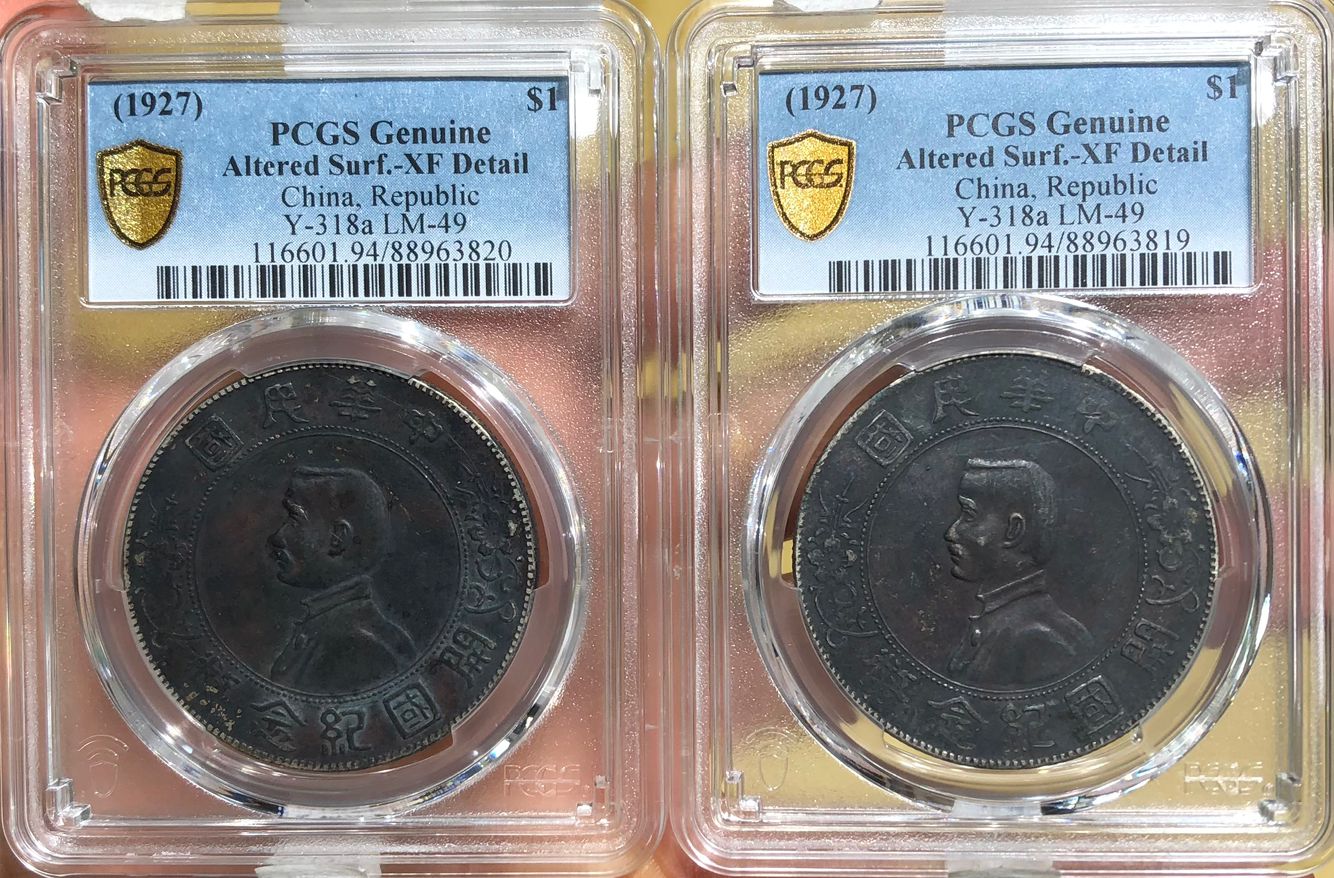 (1927) $1
PCGS Genuine
PCGS
Altered Surf.-XF Detail
China, Republic
Y-318a LM-49
116601.94/88963820
國民華中
開國紀念幣
PCGS
(1927) $1
PCGS Genuine
PCGS
Altered Surf.-XF Detail
China, Republic
Y-318a LM-49
116601.94/88963819
國民華中
開國紀念幣
PCGS